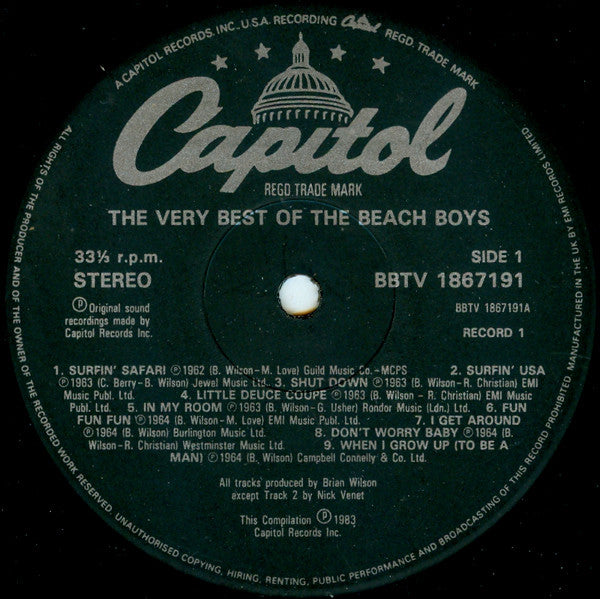 A CAPITOL RECORDS, INC., U.S.A. RECORDING Capitol REGD. TRADE MARK
Capitol
REGD TRADE MARK
THE VERY BEST OF THE BEACH BOYS
33⅓ r.p.m.
STEREO
SIDE 1
BBTV 1867191
Ⓟ Original sound
recordings made by
Capitol Records Inc.
BBTV 1867191A
RECORD 1
1. SURFIN' SAFARI Ⓟ 1962 (B. Wilson–M. Love) Guild Music Co.–MCPS 2. SURFIN' USA
Ⓟ 1963 (C. Berry–B. Wilson) Jewel Music Ltd. 3. SHUT DOWN Ⓟ 1963 (B. Wilson–R. Christian) EMI
Music Publ. Ltd. 4. LITTLE DEUCE COUPE Ⓟ 1963 (B. Wilson – R. Christian) EMI Music
Publ. Ltd. 5. IN MY ROOM Ⓟ 1963 (B. Wilson–G. Usher) Rondor Music (Ldn.) Ltd. 6. FUN
FUN FUN Ⓟ 1964 (B. Wilson–M. Love) EMI Music Publ. Ltd. 7. I GET AROUND
Ⓟ 1964 (B. Wilson) Burlington Music Ltd. 8. DON'T WORRY BABY Ⓟ 1964 (B.
Wilson–R. Christian) Westminster Music Ltd. 9. WHEN I GROW UP (TO BE A
MAN) Ⓟ 1964 (B. Wilson) Campbell Connelly & Co. Ltd.
All tracks produced by Brian Wilson
except Track 2 by Nick Venet
This Compilation Ⓟ 1983
Capitol Records Inc.
ALL RIGHTS OF THE PRODUCER AND OF THE OWNER OF THE RECORDED WORK RESERVED. UNAUTHORISED COPYING, HIRING, RENTING, PUBLIC PERFORMANCE AND BROADCASTING OF THIS RECORD PROHIBITED. MANUFACTURED IN THE UK BY EMI RECORDS LIMITED